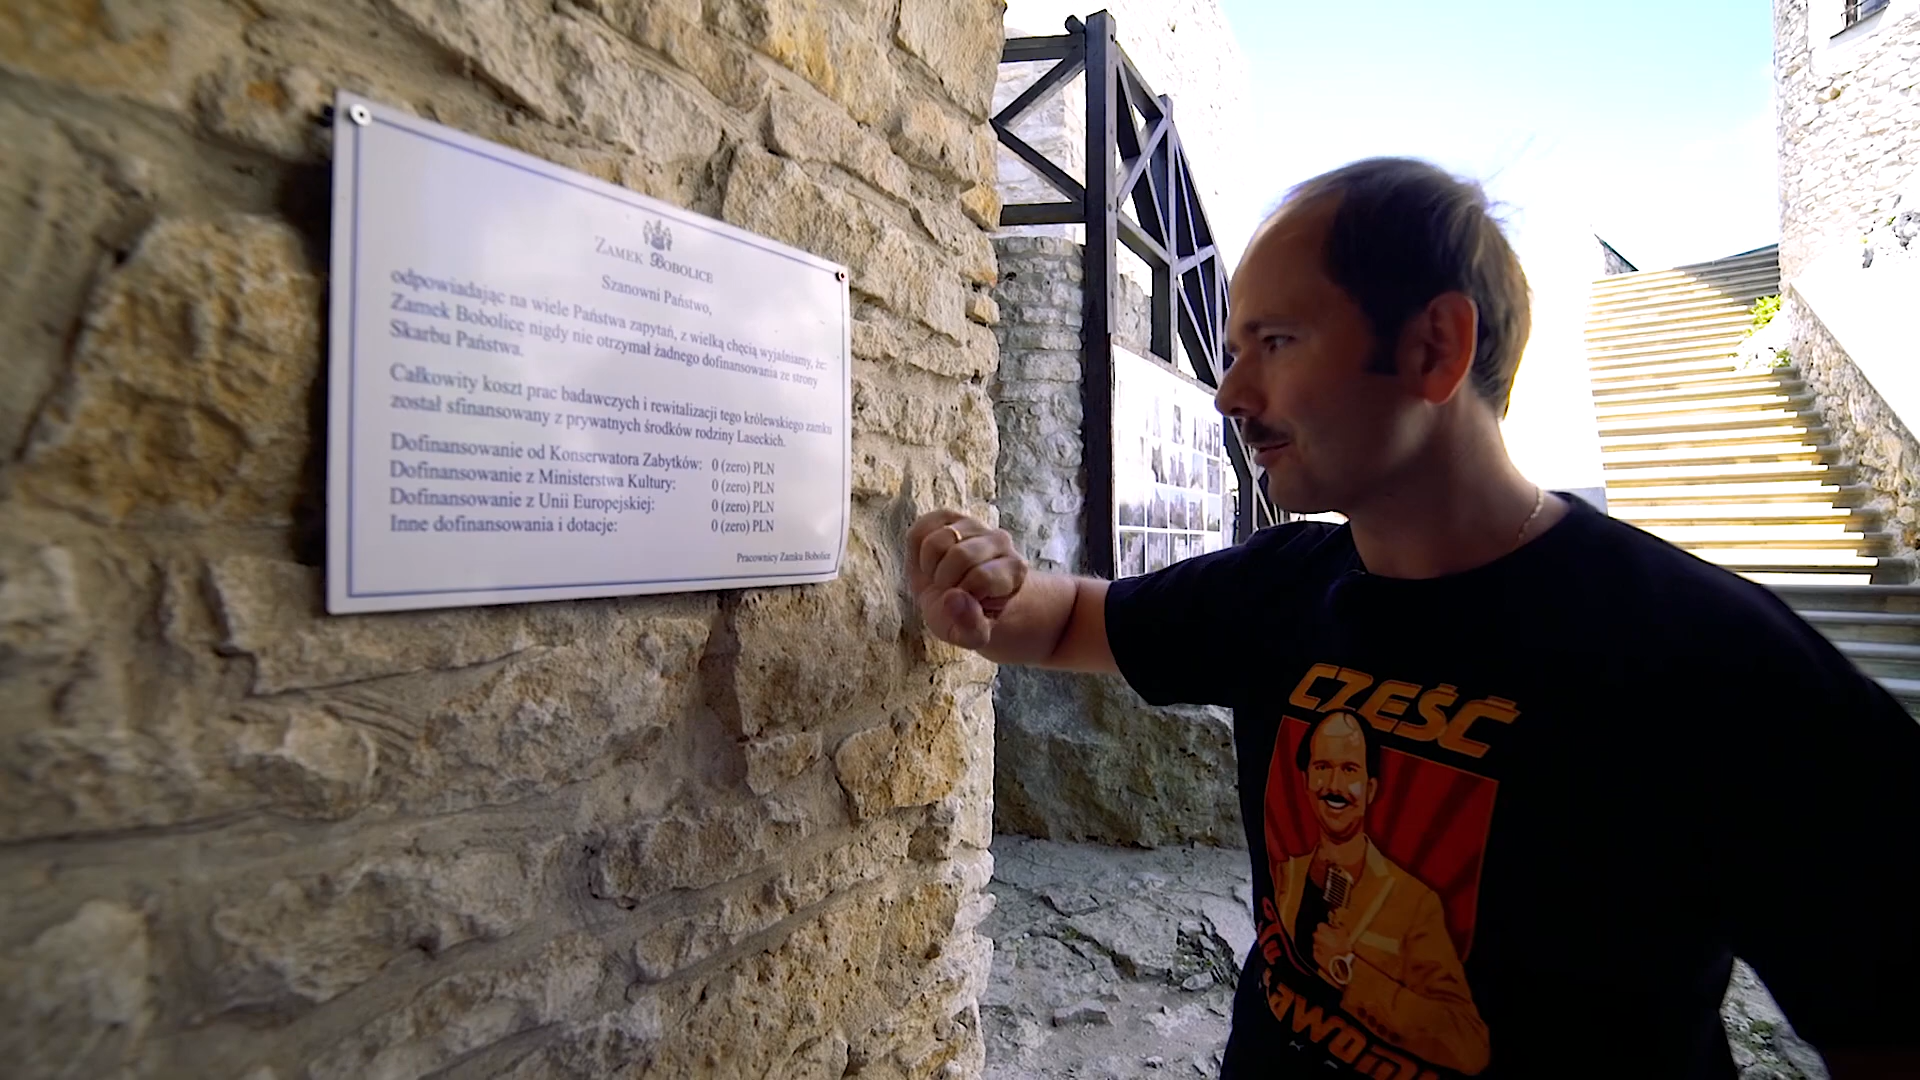 ZAMEK BOBOLICE
Szanowni Państwo,
odpowiadając na wiele Państwa zapytań, z wielką chęcią wyjaśniamy, że:
Zamek Bobolice nigdy nie otrzymał żadnego dofinansowania ze strony
Skarbu Państwa.
Całkowity koszt prac badawczych i rewitalizacji tego królewskiego zamku
został sfinansowany z prywatnych środków rodziny Laseckich.
Dofinansowanie od Konserwatora Zabytków: 0 (zero) PLN
Dofinansowanie z Ministerstwa Kultury: 0 (zero) PLN
Dofinansowanie z Unii Europejskiej: 0 (zero) PLN
Inne dofinansowania i dotacje: 0 (zero) PLN
Pracownicy Zamku Bobolice
CZEŚĆ